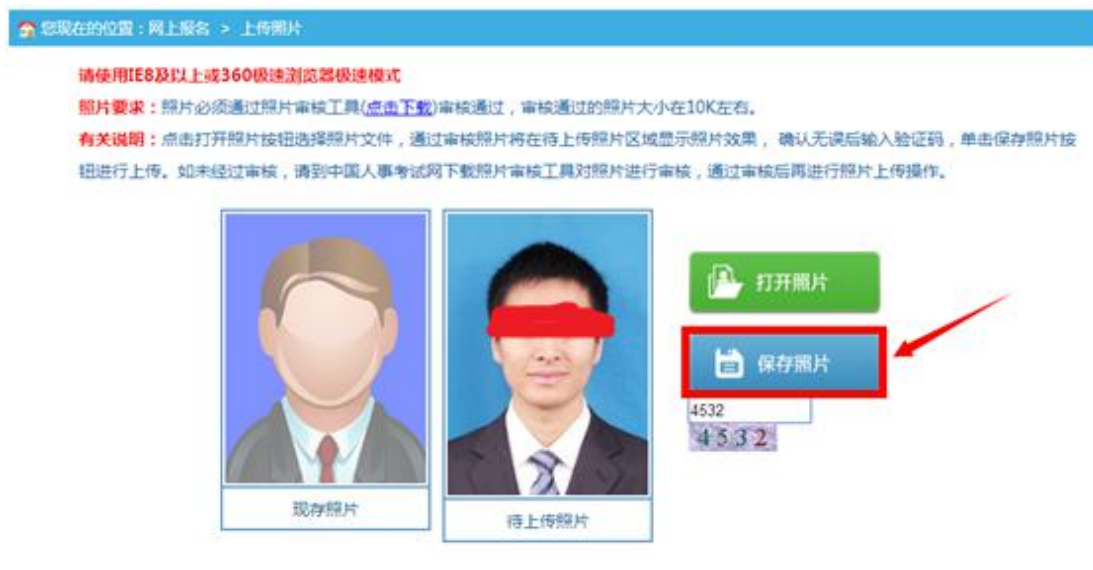 您现在的位置:网上报名 > 上传照片
请使用IE8及以上或360极速浏览器极速模式
照片要求:照片必须通过照片审核工具(点击下载)审核通过,审核通过的照片大小在10K左右。
有关说明:点击打开照片按钮选择照片文件,通过审核照片将在待上传照片区域显示照片效果, 确认无误后输入验证码,单击保存照片按
钮进行上传。如未经过审核,请到中国人事考试网下载照片审核工具对照片进行审核,通过审核后再进行照片上传操作。
打开照片
保存照片
4532
4532
现存照片
待上传照片